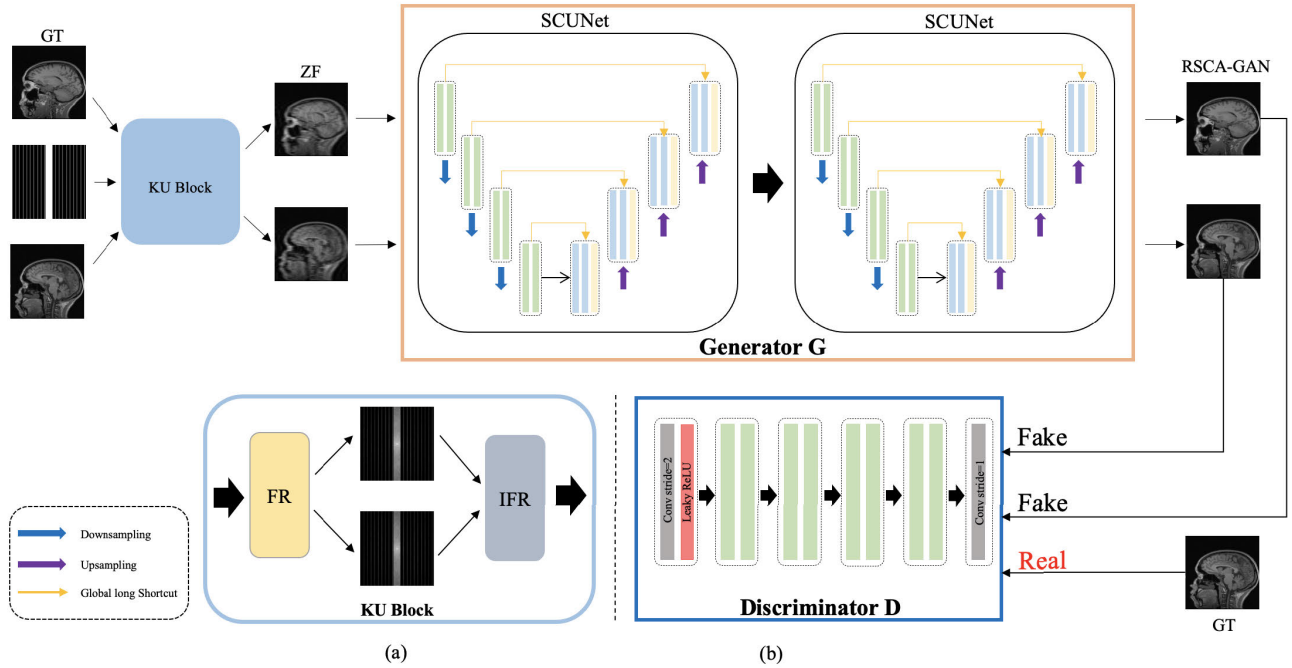 SCUNet
SCUNet
GT
ZF
RSCA-GAN
KU Block
Generator G
FR
IFR
KU Block
Downsampling
Upsampling
Global long Shortcut
Conv stride=2
Leaky ReLU
Conv stride=1
Fake
Fake
Real
Discriminator D
GT
(a)
(b)